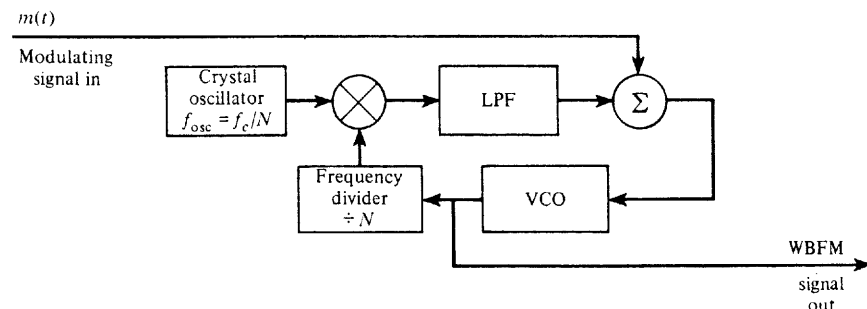 m(t)
Modulating
signal in
Crystal
oscillator
f_osc = f_c/N
LPF
Σ
Frequency
divider
÷ N
VCO
WBFM
signal
out